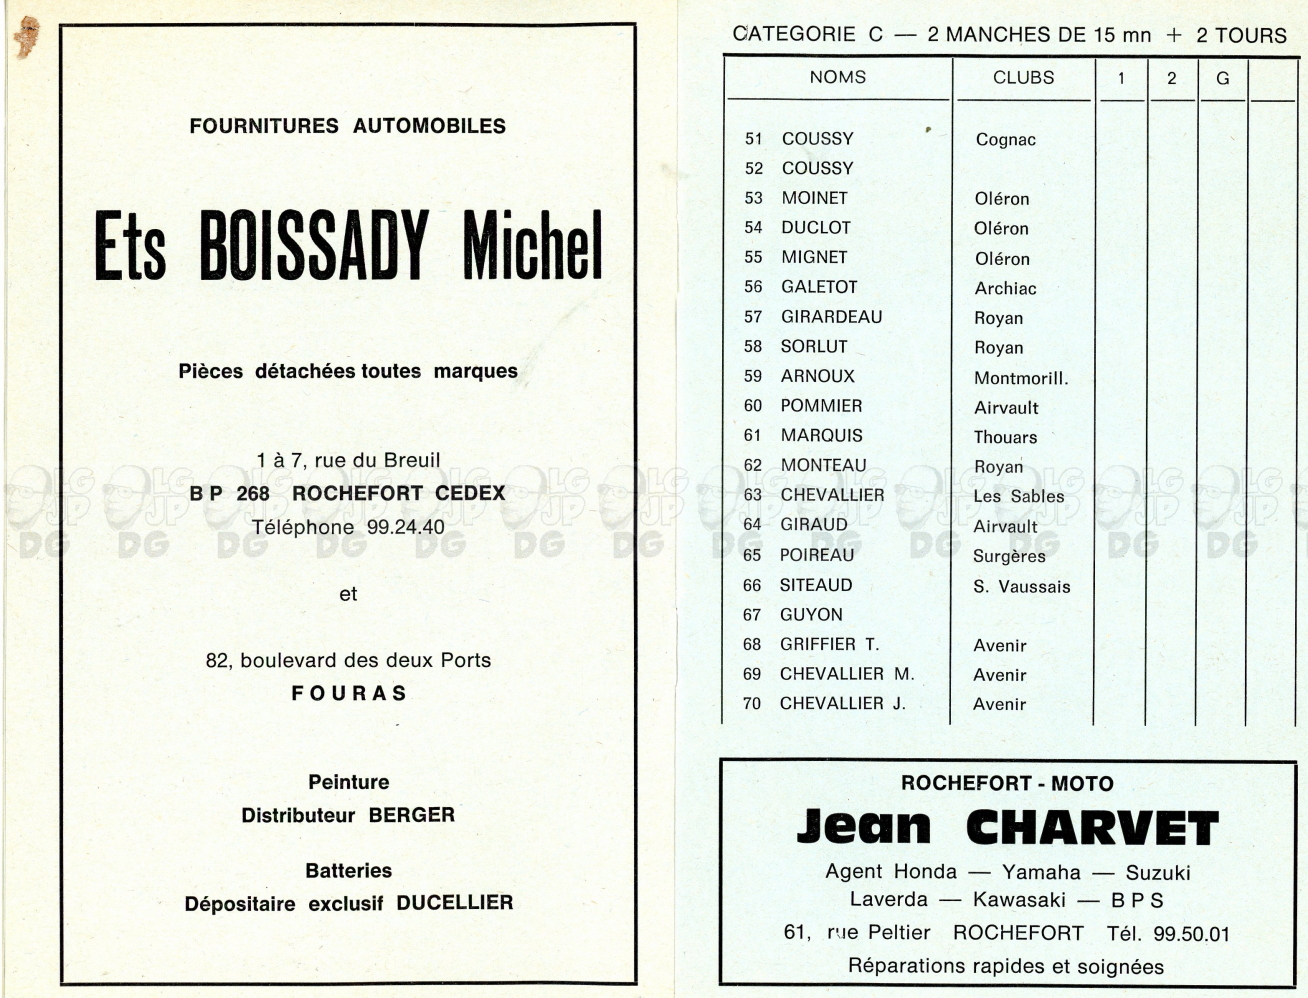 FOURNITURES AUTOMOBILES
Ets BOISSADY Michel
Pièces détachées toutes marques
1 à 7, rue du Breuil
B P 268 ROCHEFORT CEDEX
Téléphone 99.24.40
et
82, boulevard des deux Ports
FOURAS
Peinture
Distributeur BERGER
Batteries
Dépositaire exclusif DUCELLIER
CATEGORIE C — 2 MANCHES DE 15 mn + 2 TOURS
NOMS CLUBS 1 2 G
51 COUSSY Cognac
52 COUSSY
53 MOINET Oléron
54 DUCLOT Oléron
55 MIGNET Oléron
56 GALETOT Archiac
57 GIRARDEAU Royan
58 SORLUT Royan
59 ARNOUX Montmorill.
60 POMMIER Airvault
61 MARQUIS Thouars
62 MONTEAU Royan
63 CHEVALLIER Les Sables
64 GIRAUD Airvault
65 POIREAU Surgères
66 SITEAUD S. Vaussais
67 GUYON
68 GRIFFIER T. Avenir
69 CHEVALLIER M. Avenir
70 CHEVALLIER J. Avenir
ROCHEFORT - MOTO
Jean CHARVET
Agent Honda — Yamaha — Suzuki
Laverda — Kawasaki — B P S
61, rue Peltier ROCHEFORT Tél. 99.50.01
Réparations rapides et soignées
LG JP DG